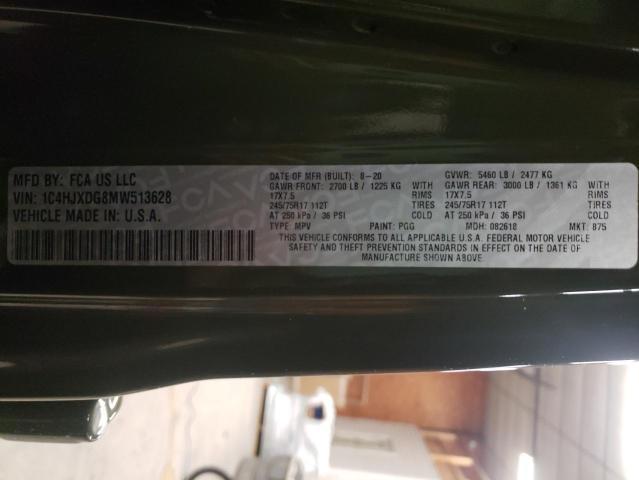 MFD BY: FCA US LLC
VIN: 1C4HJXDG8MW513628
VEHICLE MADE IN: U.S.A.
DATE OF MFR (BUILT): 8-20 GVWR: 5460 LB / 2477 KG
GAWR FRONT: 2700 LB / 1225 KG WITH GAWR REAR: 3000 LB / 1361 KG WITH
17X7.5 RIMS 17X7.5 RIMS
245/75R17 112T TIRES 245/75R17 112T TIRES
AT 250 kPa / 36 PSI COLD AT 250 kPa / 36 PSI COLD
TYPE: MPV PAINT: PGG MDH: 082618 MKT: 875
THIS VEHICLE CONFORMS TO ALL APPLICABLE U.S.A. FEDERAL MOTOR VEHICLE
SAFETY AND THEFT PREVENTION STANDARDS IN EFFECT ON THE DATE OF
MANUFACTURE SHOWN ABOVE.